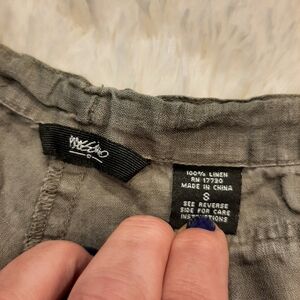 Mossimo
100% LINEN
RN 17730
MADE IN CHINA
S
SEE REVERSE
SIDE FOR CARE
INSTRUCTIONS